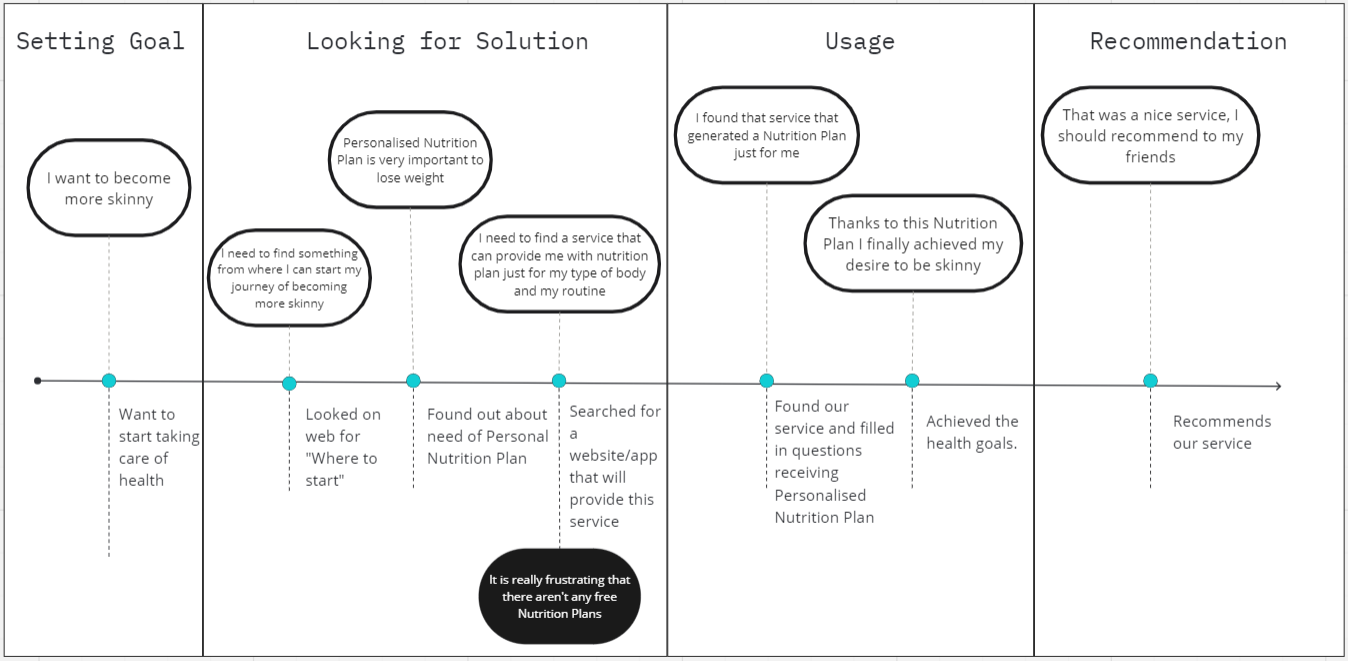 Setting Goal
Looking for Solution
Usage
Recommendation
I want to become
more skinny
I need to find something
from where I can start my
journey of becoming
more skinny
Personalised Nutrition
Plan is very important to
lose weight
I need to find a service that
can provide me with nutrition
plan just for my type of body
and my routine
I found that service that
generated a Nutrition Plan
just for me
Thanks to this Nutrition
Plan I finally achieved my
desire to be skinny
That was a nice service, I
should recommend to my
friends
Want to
start taking
care of
health
Looked on
web for
"Where to
start"
Found out about
need of Personal
Nutrition Plan
Searched for
a
website/app
that will
provide this
service
Found our
service and filled
in questions
receiving
Personalised
Nutrition Plan
Achieved the
health goals.
Recommends
our service
It is really frustrating that
there aren't any free
Nutrition Plans